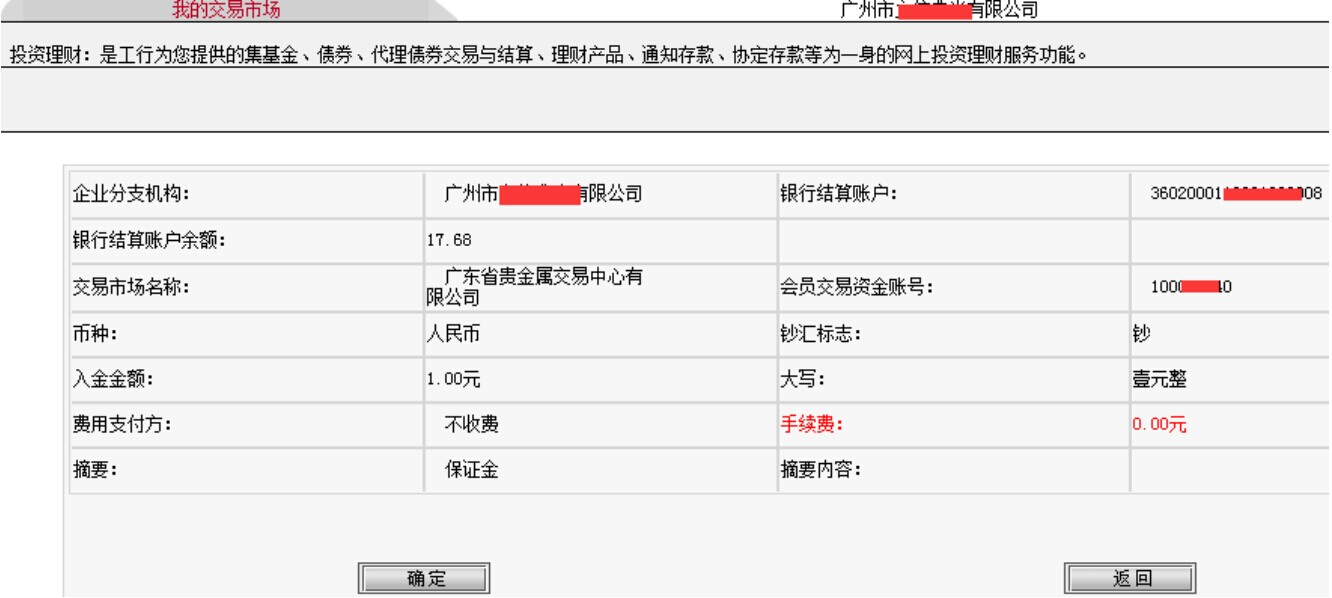 我的交易市场
广州市 有限公司
投资理财：是工行为您提供的集基金、债券、代理债券交易与结算、理财产品、通知存款、协定存款等为一身的网上投资理财服务功能。
企业分支机构： 广州市 有限公司 银行结算账户： 36020001 08
银行结算账户余额： 17.68
交易市场名称： 广东省贵金属交易中心有
限公司 会员交易资金账号： 100 40
币种： 人民币 钞汇标志： 钞
入金金额： 1.00元 大写： 壹元整
费用支付方： 不收费 手续费： 0.00元
摘要： 保证金 摘要内容：
确定 返回